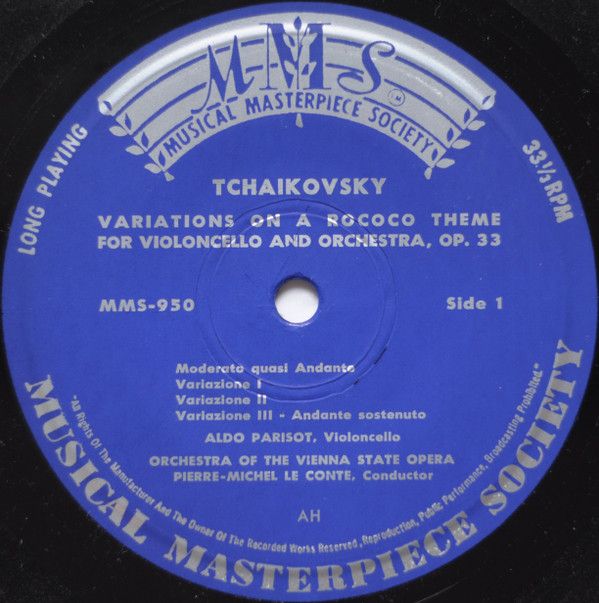 MMS
TM
MUSICAL MASTERPIECE SOCIETY
LONG PLAYING
33 1/3 RPM
TCHAIKOVSKY
VARIATIONS ON A ROCOCO THEME
FOR VIOLONCELLO AND ORCHESTRA, OP. 33
MMS-950
Side 1
Moderato quasi Andante
Variazione I
Variazione II
Variazione III - Andante sostenuto
ALDO PARISOT, Violoncello
ORCHESTRA OF THE VIENNA STATE OPERA
PIERRE-MICHEL LE CONTE, Conductor
AH
"All Rights Of The Manufacturer And The Owner Of The Recorded Works Reserved, Reproduction, Public Performance, Broadcasting Prohibited."
MUSICAL MASTERPIECE SOCIETY